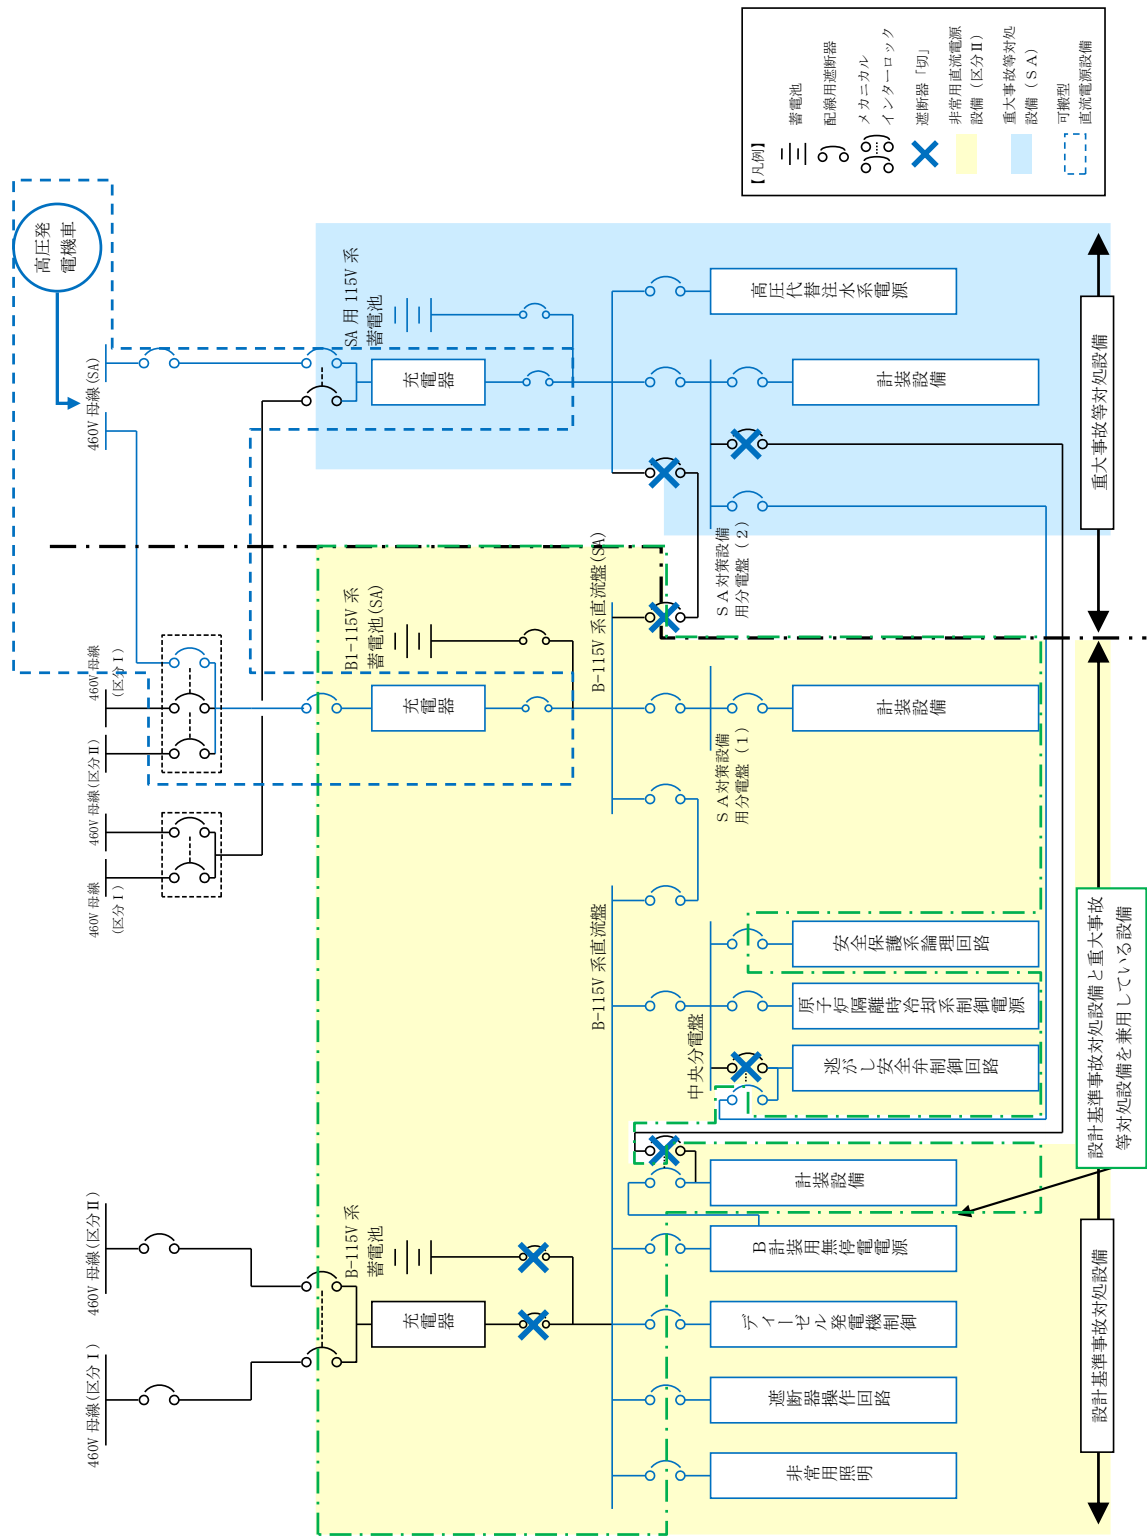 【凡例】
蓄電池
配線用遮断器
メカニカル
インターロック
遮断器「切」
非常用直流電源
設備（区分Ⅱ）
重大事故等対処
設備（ＳＡ）
可搬型
直流電源設備
高圧発
電機車
460V 母線(SA)
SA 用 115V 系
蓄電池
充電器
高圧代替注水系電源
計装設備
重大事故等対処設備
ＳＡ対策設備
用分電盤（２）
460V 母線
(区分Ⅰ)
460V 母線(区分Ⅱ)
460V 母線
(区分Ⅰ)
B1-115V 系
蓄電池(SA)
充電器
B-115V 系直流盤(SA)
計装設備
ＳＡ対策設備
用分電盤（１）
B-115V 系直流盤
中央分電盤
安全保護系論理回路
原子炉隔離時冷却系制御電源
逃がし安全弁制御回路
設計基準事故対処設備と重大事故
等対処設備を兼用している設備
460V 母線(区分Ⅱ)
460V 母線(区分Ⅰ)
B-115V 系
蓄電池
充電器
計装設備
Ｂ計装用無停電電源
ディーゼル発電機制御
遮断器操作回路
非常用照明
設計基準事故対処設備